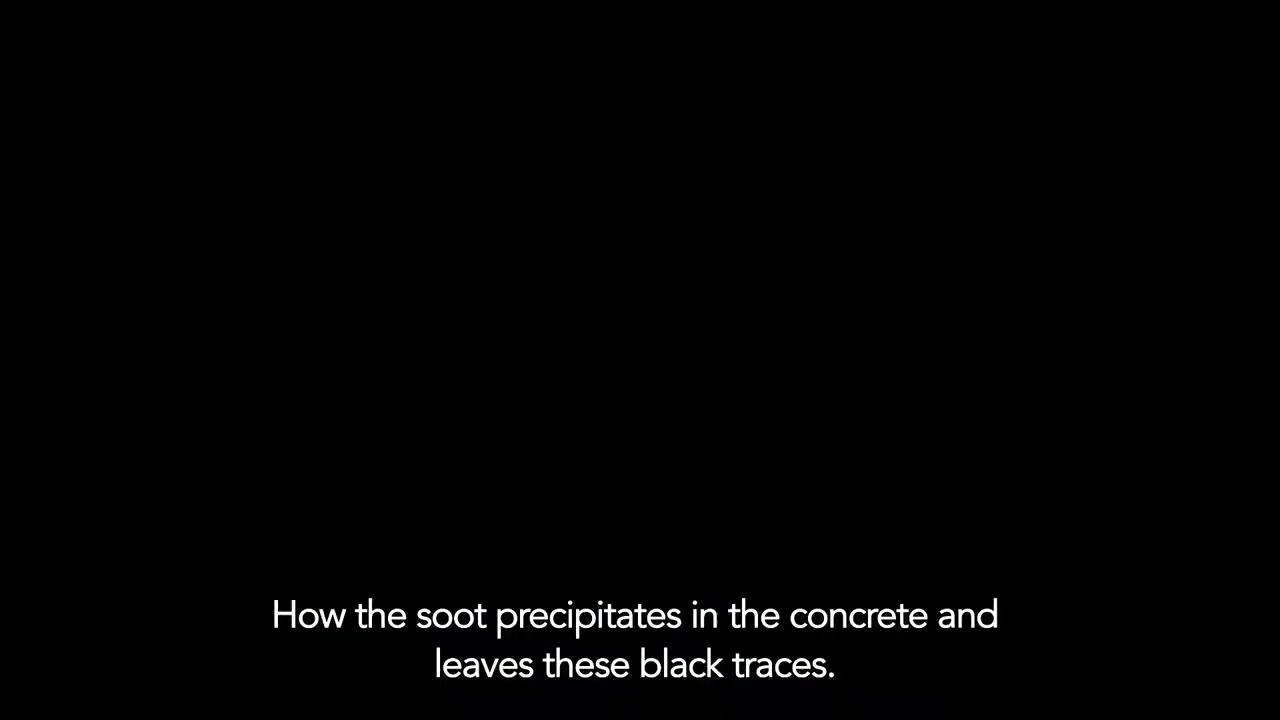 How the soot precipitates in the concrete and
leaves these black traces.